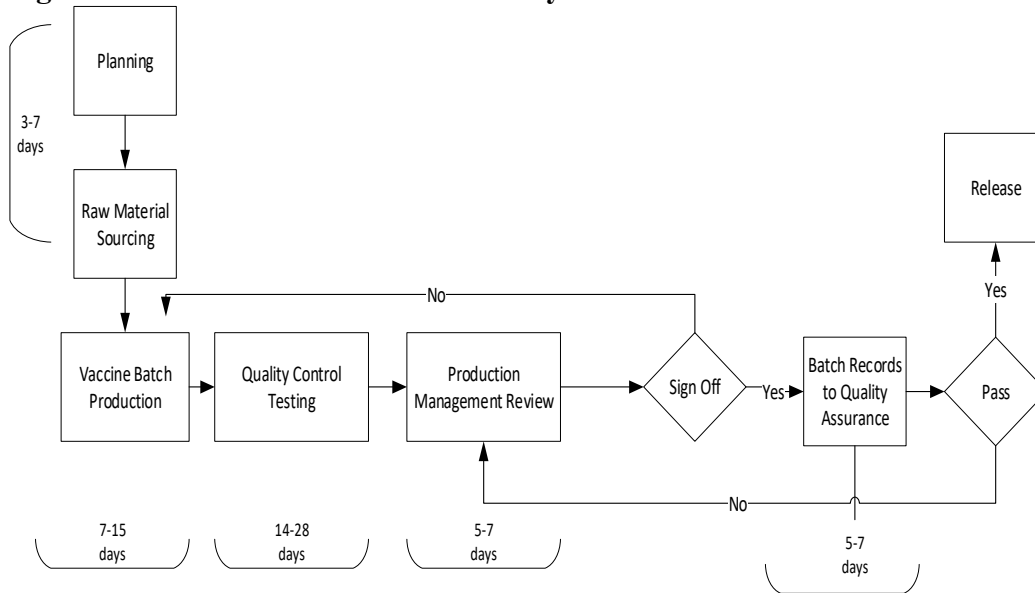 Planning
3-7
days
Raw Material
Sourcing
Release
No
Yes
Vaccine Batch
Production
Quality Control
Testing
Production
Management Review
Sign Off
Yes
Batch Records
to Quality
Assurance
Pass
No
7-15
days
14-28
days
5-7
days
5-7
days